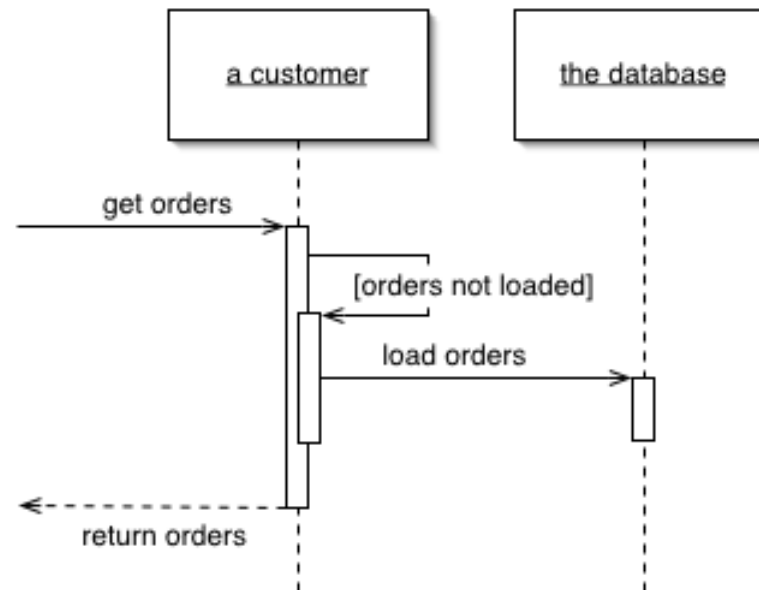 a customer
the database
get orders
[orders not loaded]
load orders
return orders